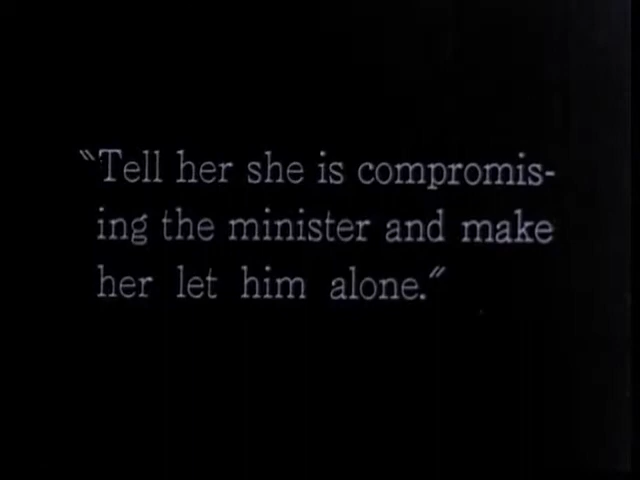 "Tell her she is compromis-
ing the minister and make
her let him alone."